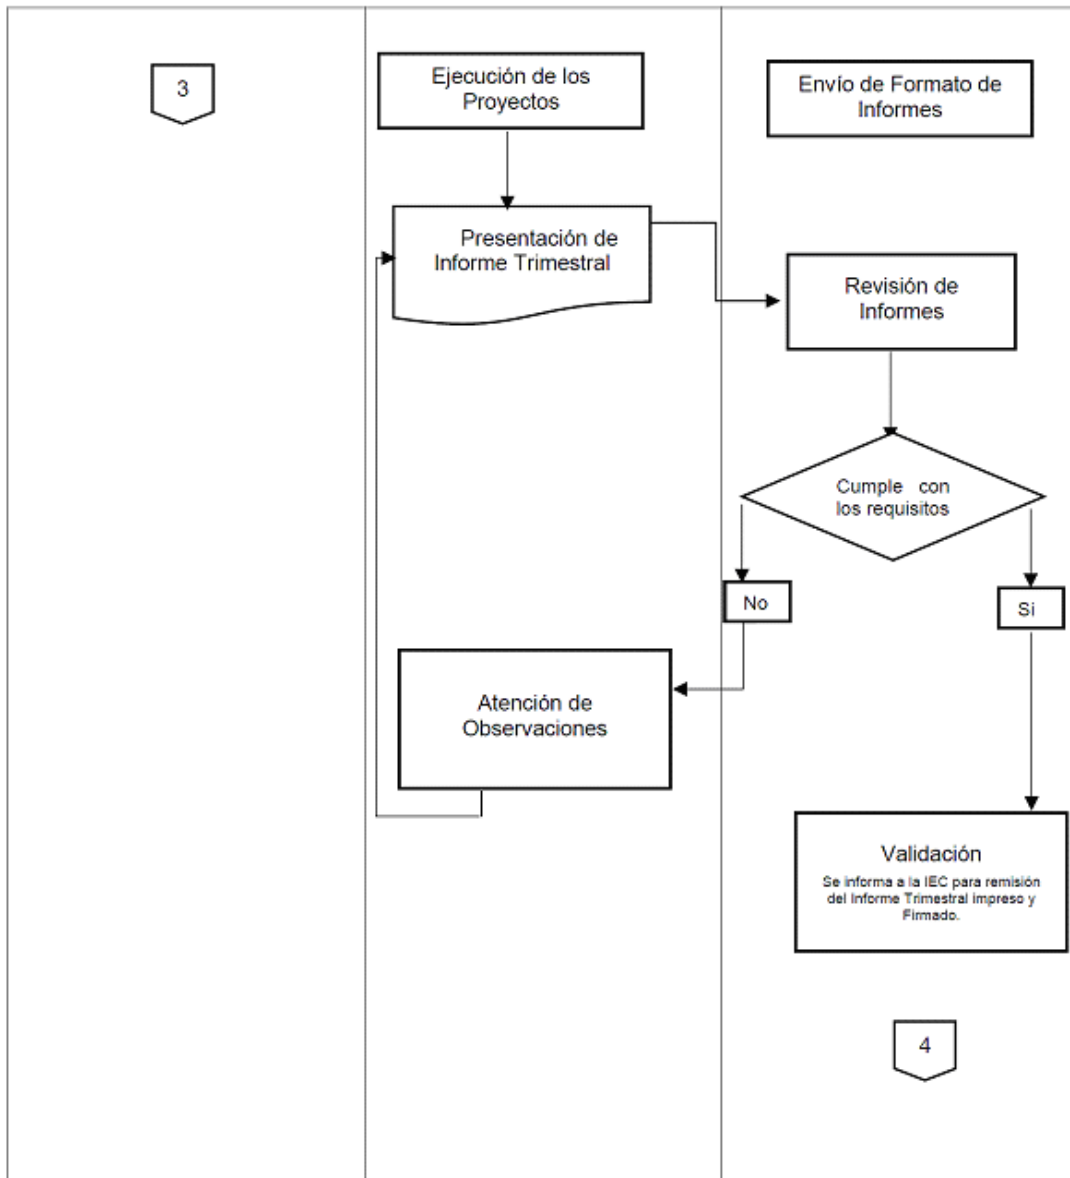 3
Ejecución de los
Proyectos
Envío de Formato de
Informes
Presentación de
Informe Trimestral
Revisión de
Informes
Cumple con
los requisitos
No
Si
Atención de
Observaciones
Validación
Se informa a la IEC para remisión
del Informe Trimestral impreso y
Firmado.
4